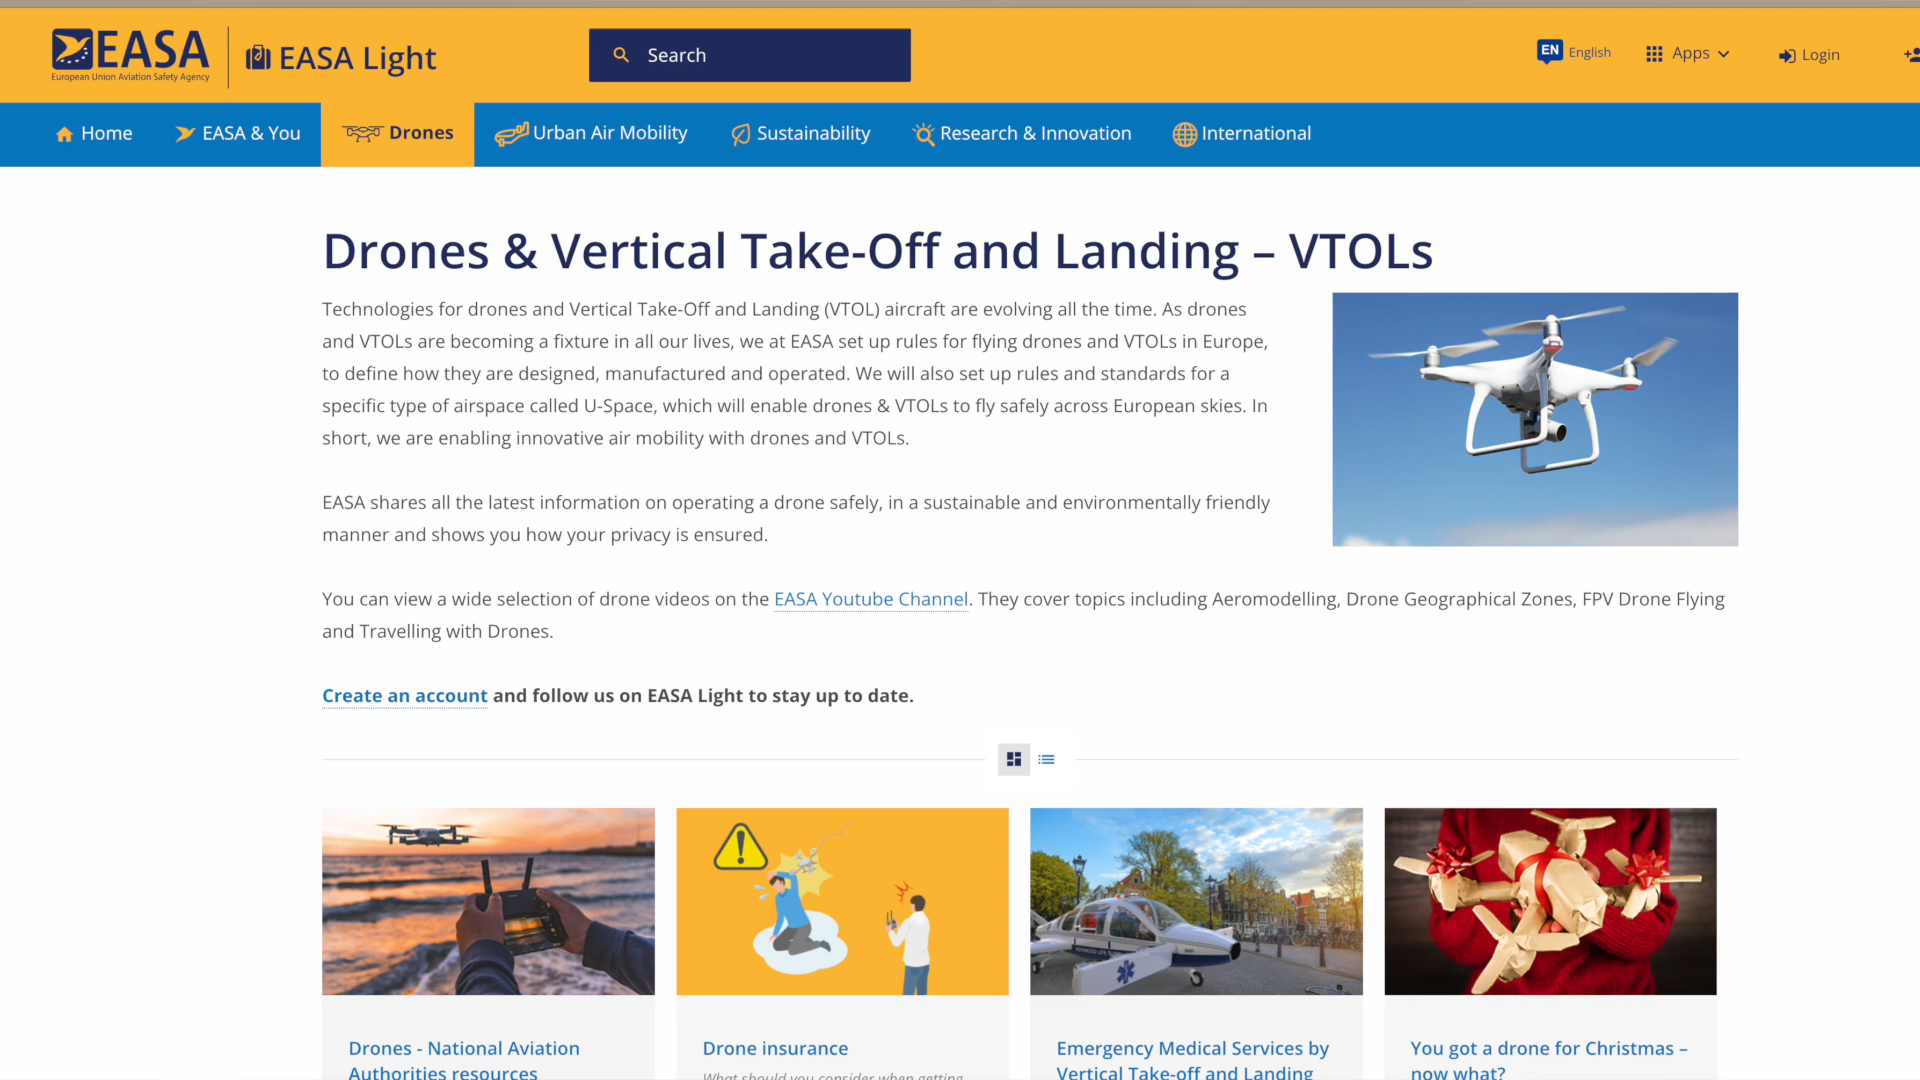 EASA
European Union Aviation Safety Agency
EASA Light
Search
EN English
Apps
Login
Home
EASA & You
Drones
Urban Air Mobility
Sustainability
Research & Innovation
International
Drones & Vertical Take-Off and Landing – VTOLs
Technologies for drones and Vertical Take-Off and Landing (VTOL) aircraft are evolving all the time. As drones
and VTOLs are becoming a fixture in all our lives, we at EASA set up rules for flying drones and VTOLs in Europe,
to define how they are designed, manufactured and operated. We will also set up rules and standards for a
specific type of airspace called U-Space, which will enable drones & VTOLs to fly safely across European skies. In
short, we are enabling innovative air mobility with drones and VTOLs.
EASA shares all the latest information on operating a drone safely, in a sustainable and environmentally friendly
manner and shows you how your privacy is ensured.
You can view a wide selection of drone videos on the EASA Youtube Channel. They cover topics including Aeromodelling, Drone Geographical Zones, FPV Drone Flying
and Travelling with Drones.
Create an account and follow us on EASA Light to stay up to date.
Drones - National Aviation
Authorities resources
Drone insurance
What should you consider when getting
Emergency Medical Services by
Vertical Take-off and Landing
You got a drone for Christmas –
now what?